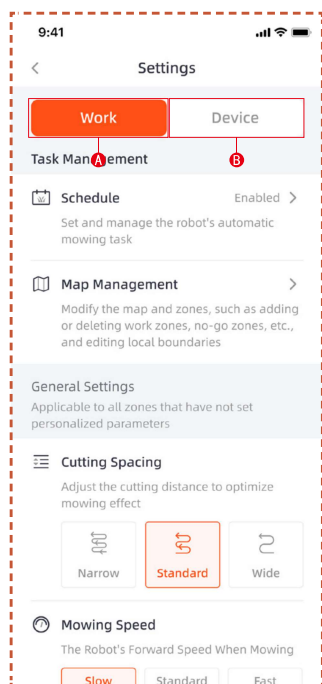 9:41
Settings
Work Device
A B
Task Management
Schedule Enabled
Set and manage the robot's automatic
mowing task
Map Management
Modify the map and zones, such as adding
or deleting work zones, no-go zones, etc.,
and editing local boundaries
General Settings
Applicable to all zones that have not set
personalized parameters
Cutting Spacing
Adjust the cutting distance to optimize
mowing effect
Narrow Standard Wide
Mowing Speed
The Robot's Forward Speed When Mowing
Slow Standard Fast